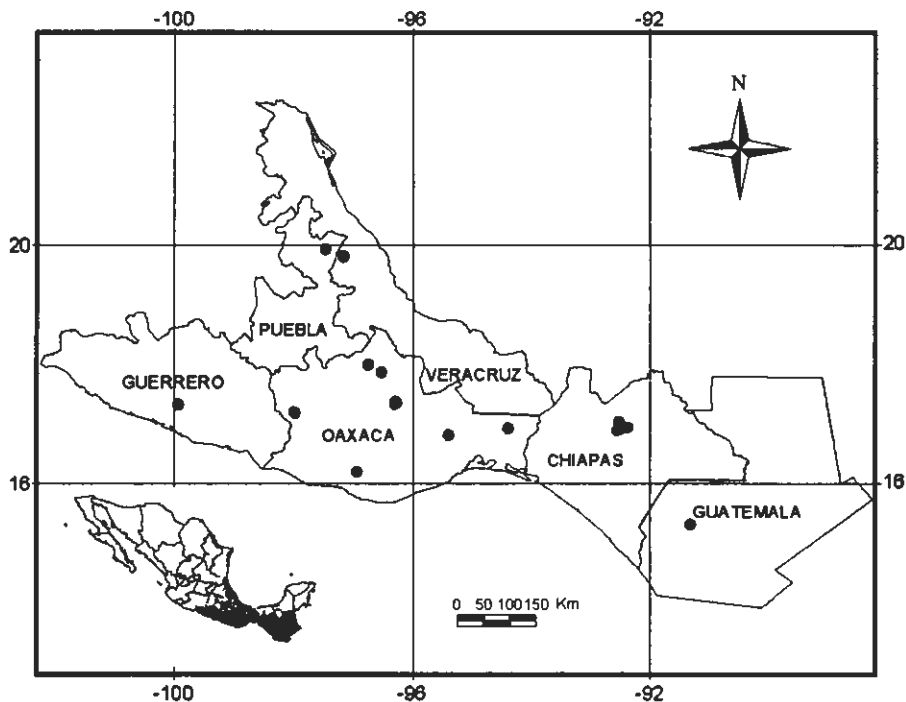 -100 -96 -92
N
20 20
PUEBLA
GUERRERO
VERACRUZ
OAXACA
CHIAPAS
16 16
GUATEMALA
0 50 100 150 Km
-100 -96 -92